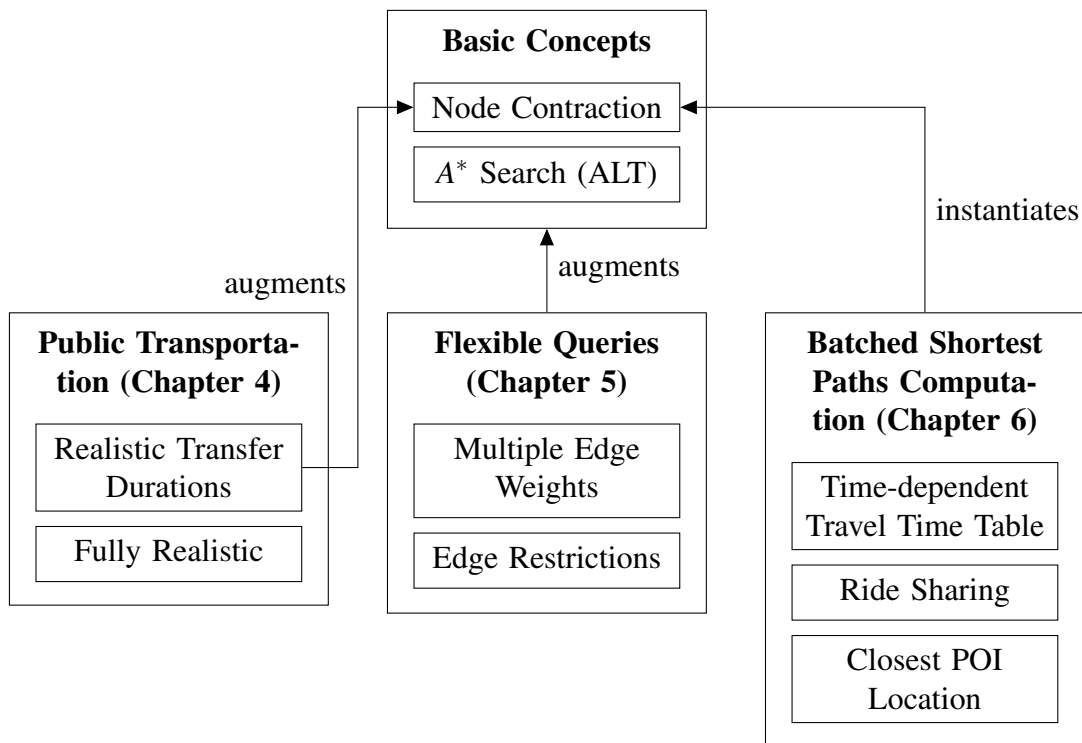 Basic Concepts
Node Contraction
A* Search (ALT)
instantiates
augments
augments
Public Transporta-
tion (Chapter 4)
Realistic Transfer
Durations
Fully Realistic
Flexible Queries
(Chapter 5)
Multiple Edge
Weights
Edge Restrictions
Batched Shortest
Paths Computa-
tion (Chapter 6)
Time-dependent
Travel Time Table
Ride Sharing
Closest POI
Location